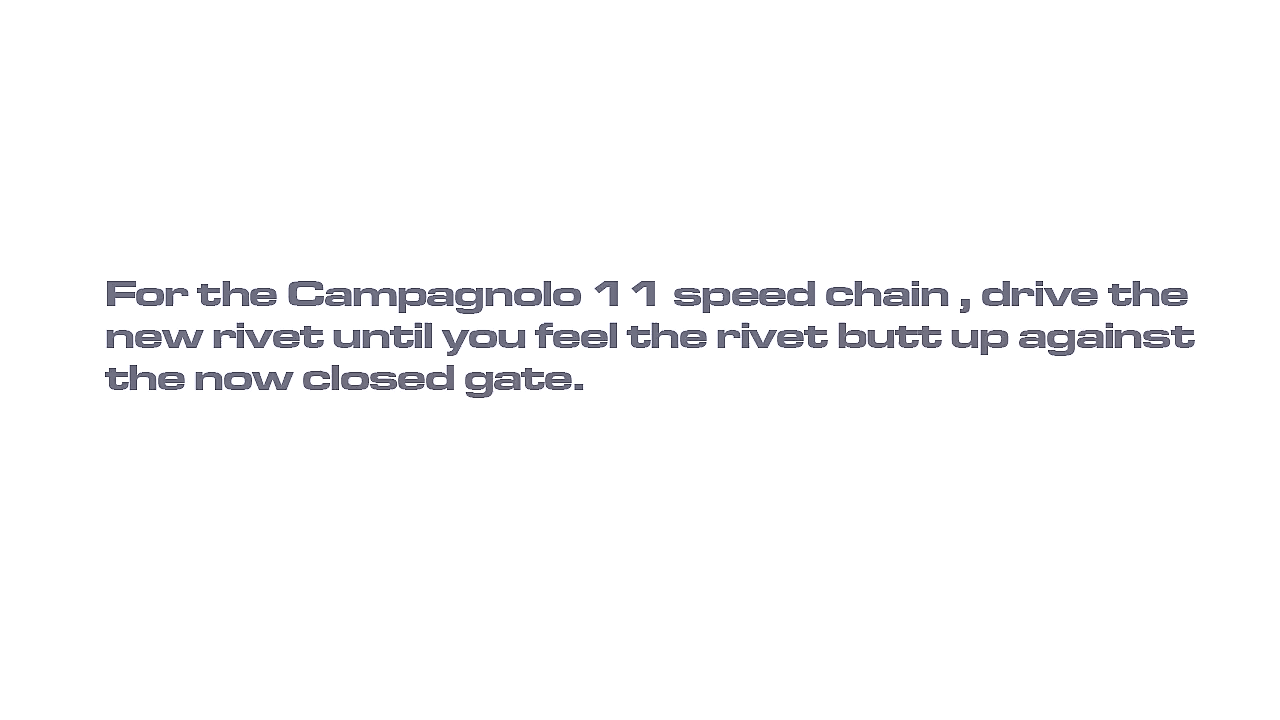 For the Campagnolo 11 speed chain , drive the
new rivet until you feel the rivet butt up against
the now closed gate.